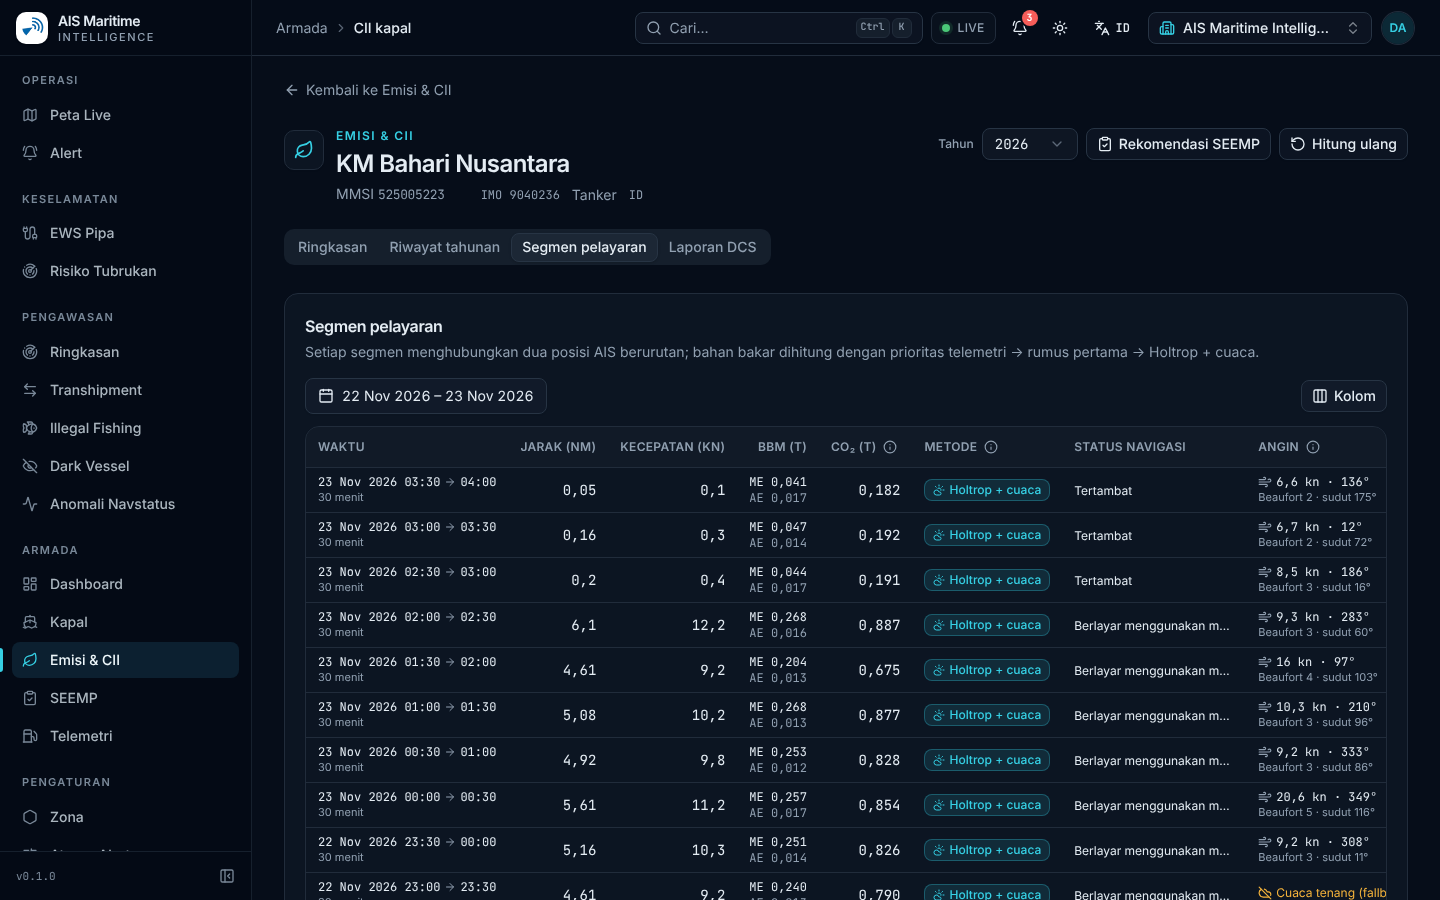 AIS Maritime
INTELLIGENCE
Armada > CII kapal
Cari... Ctrl K
LIVE
3
ID
AIS Maritime Intellig...
DA
OPERASI
Peta Live
Alert
KESELAMATAN
EWS Pipa
Risiko Tubrukan
PENGAWASAN
Ringkasan
Transhipment
Illegal Fishing
Dark Vessel
Anomali Navstatus
ARMADA
Dashboard
Kapal
Emisi & CII
SEEMP
Telemetri
PENGATURAN
Zona
v0.1.0
← Kembali ke Emisi & CII
EMISI & CII
KM Bahari Nusantara
MMSI 525005223 IMO 9040236 Tanker ID
Tahun 2026 Rekomendasi SEEMP Hitung ulang
Ringkasan Riwayat tahunan Segmen pelayaran Laporan DCS
Segmen pelayaran
Setiap segmen menghubungkan dua posisi AIS berurutan; bahan bakar dihitung dengan prioritas telemetri → rumus pertama → Holtrop + cuaca.
22 Nov 2026 – 23 Nov 2026 Kolom
WAKTU JARAK (NM) KECEPATAN (KN) BBM (T) CO₂ (T) METODE STATUS NAVIGASI ANGIN
23 Nov 2026 03:30 → 04:00 0,05 0,1 ME 0,041 0,182 Holtrop + cuaca Tertambat 6,6 kn · 136°
30 menit AE 0,017 Beaufort 2 · sudut 175°
23 Nov 2026 03:00 → 03:30 0,16 0,3 ME 0,047 0,192 Holtrop + cuaca Tertambat 6,7 kn · 12°
30 menit AE 0,014 Beaufort 2 · sudut 72°
23 Nov 2026 02:30 → 03:00 0,2 0,4 ME 0,044 0,191 Holtrop + cuaca Tertambat 8,5 kn · 186°
30 menit AE 0,017 Beaufort 3 · sudut 16°
23 Nov 2026 02:00 → 02:30 6,1 12,2 ME 0,268 0,887 Holtrop + cuaca Berlayar menggunakan m... 9,3 kn · 283°
30 menit AE 0,016 Beaufort 3 · sudut 60°
23 Nov 2026 01:30 → 02:00 4,61 9,2 ME 0,204 0,675 Holtrop + cuaca Berlayar menggunakan m... 16 kn · 97°
30 menit AE 0,013 Beaufort 4 · sudut 103°
23 Nov 2026 01:00 → 01:30 5,08 10,2 ME 0,268 0,877 Holtrop + cuaca Berlayar menggunakan m... 10,3 kn · 210°
30 menit AE 0,013 Beaufort 3 · sudut 96°
23 Nov 2026 00:30 → 01:00 4,92 9,8 ME 0,253 0,828 Holtrop + cuaca Berlayar menggunakan m... 9,2 kn · 333°
30 menit AE 0,012 Beaufort 3 · sudut 86°
23 Nov 2026 00:00 → 00:30 5,61 11,2 ME 0,257 0,854 Holtrop + cuaca Berlayar menggunakan m... 20,6 kn · 349°
30 menit AE 0,017 Beaufort 5 · sudut 116°
22 Nov 2026 23:30 → 00:00 5,16 10,3 ME 0,251 0,826 Holtrop + cuaca Berlayar menggunakan m... 9,2 kn · 308°
30 menit AE 0,014 Beaufort 3 · sudut 11°
22 Nov 2026 23:00 → 23:30 4,61 9,2 ME 0,240 0,790 Holtrop + cuaca Berlayar menggunakan m... Cuaca tenang (fallb